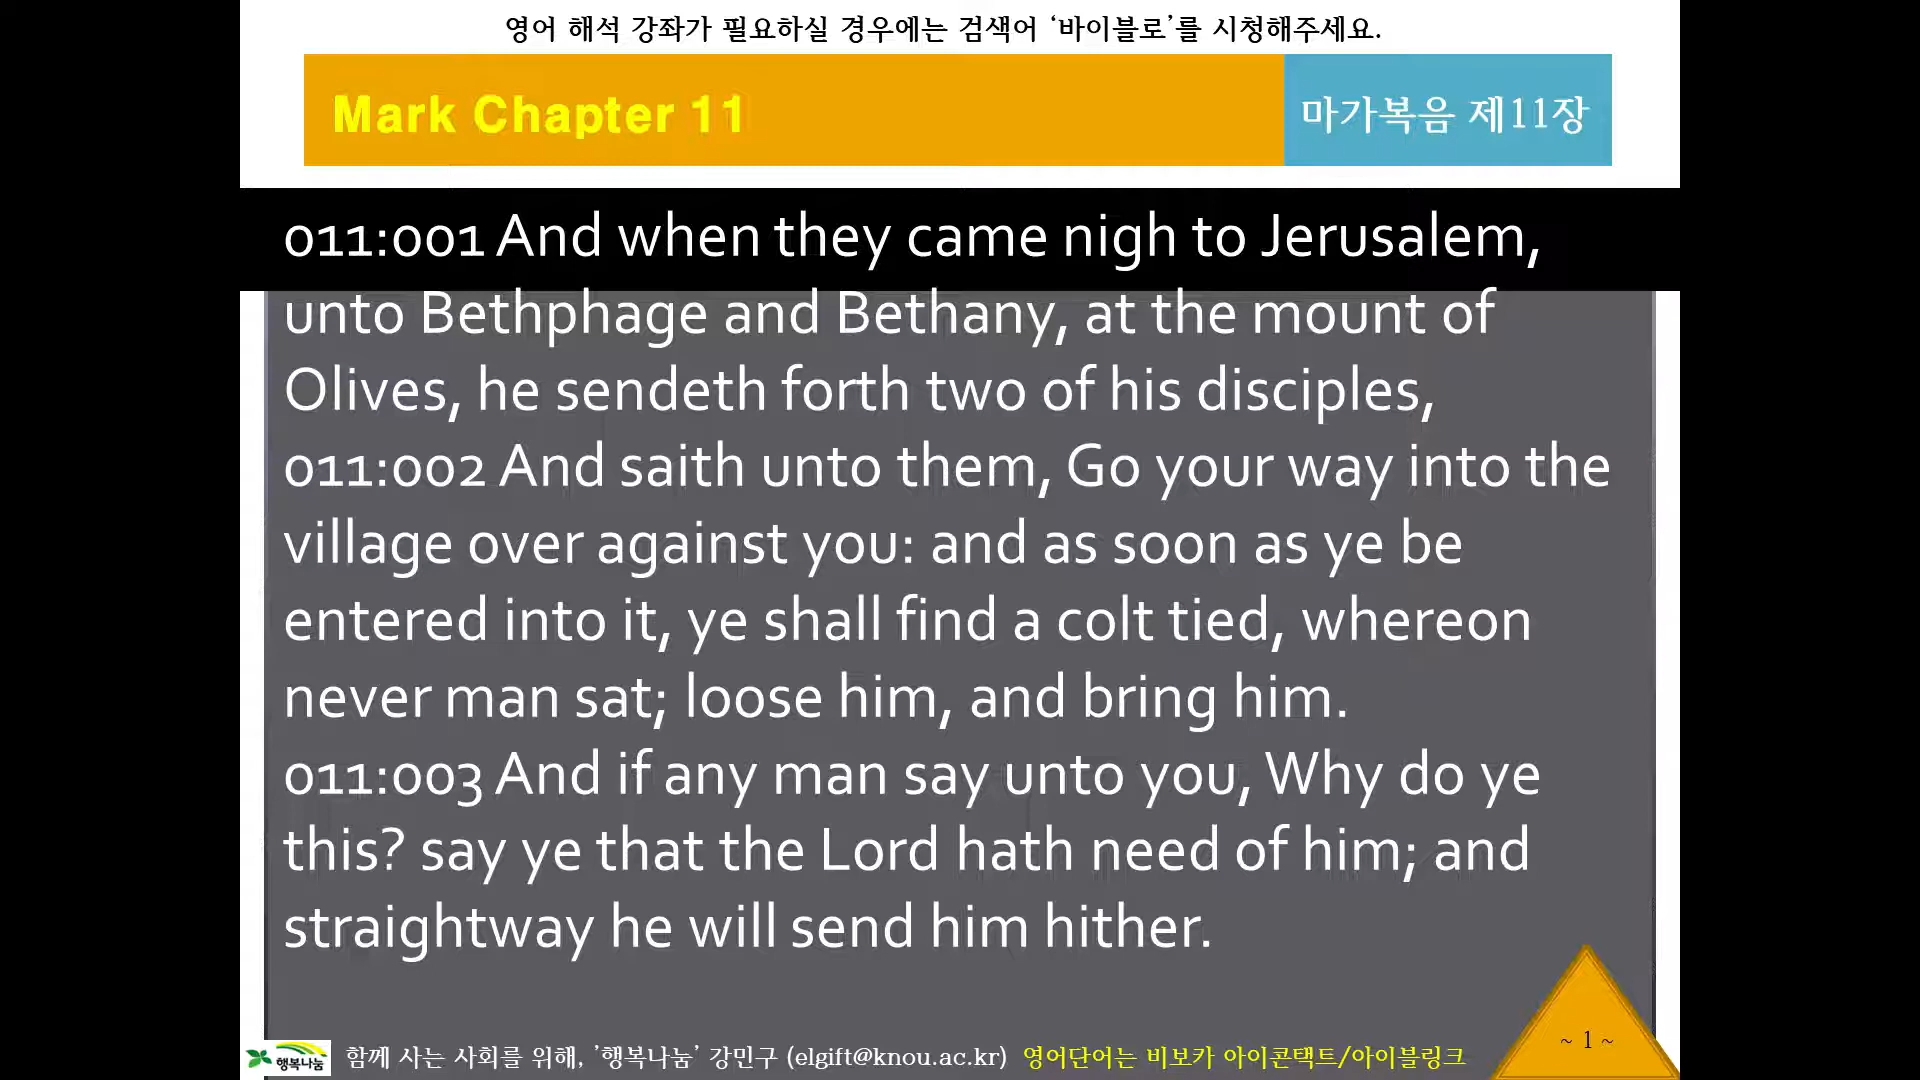 영어 해석 강좌가 필요하실 경우에는 검색어 ‘바이블로’를 시청해주세요.
Mark Chapter 11
마가복음 제11장
011:001 And when they came nigh to Jerusalem,
unto Bethphage and Bethany, at the mount of
Olives, he sendeth forth two of his disciples,
011:002 And saith unto them, Go your way into the
village over against you: and as soon as ye be
entered into it, ye shall find a colt tied, whereon
never man sat; loose him, and bring him.
011:003 And if any man say unto you, Why do ye
this? say ye that the Lord hath need of him; and
straightway he will send him hither.
행복나눔 함께 사는 사회를 위해, ’행복나눔’ 강민구 (elgift@knou.ac.kr) 영어단어는 비보카 아이콘택트/아이블링크
~ 1 ~